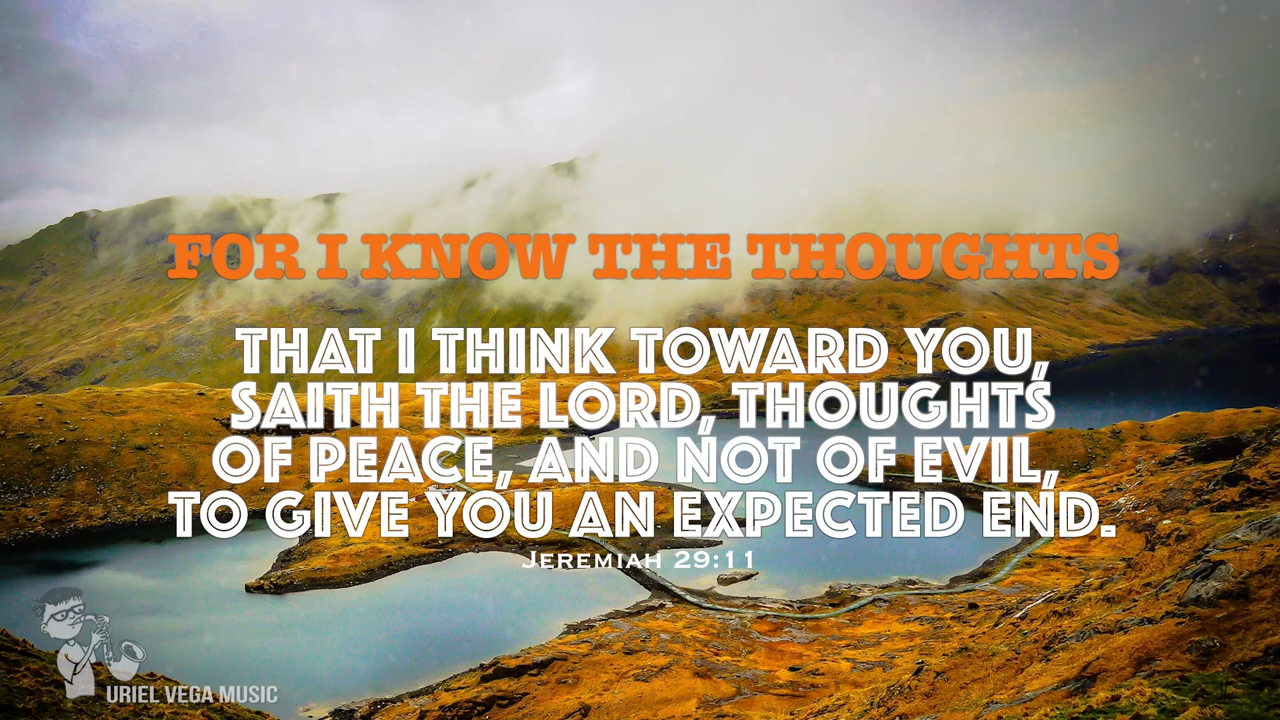 FOR I KNOW THE THOUGHTS
THAT I THINK TOWARD YOU,
SAITH THE LORD, THOUGHTS
OF PEACE, AND NOT OF EVIL,
TO GIVE YOU AN EXPECTED END.
JEREMIAH 29:11
URIEL VEGA MUSIC